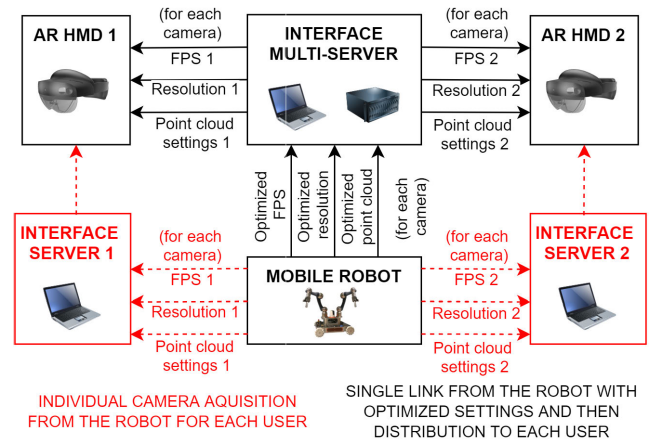 AR HMD 1
(for each
camera)
FPS 1
Resolution 1
Point cloud
settings 1
INTERFACE
MULTI-SERVER
(for each
camera)
FPS 2
Resolution 2
Point cloud
settings 2
AR HMD 2
Optimized
FPS
Optimized
resolution
Optimized
point cloud
(for each
camera)
INTERFACE
SERVER 1
(for each
camera)
FPS 1
Resolution 1
Point cloud
settings 1
MOBILE ROBOT
(for each
camera)
FPS 2
Resolution 2
Point cloud
settings 2
INTERFACE
SERVER 2
INDIVIDUAL CAMERA AQUISITION
FROM THE ROBOT FOR EACH USER
SINGLE LINK FROM THE ROBOT WITH
OPTIMIZED SETTINGS AND THEN
DISTRIBUTION TO EACH USER